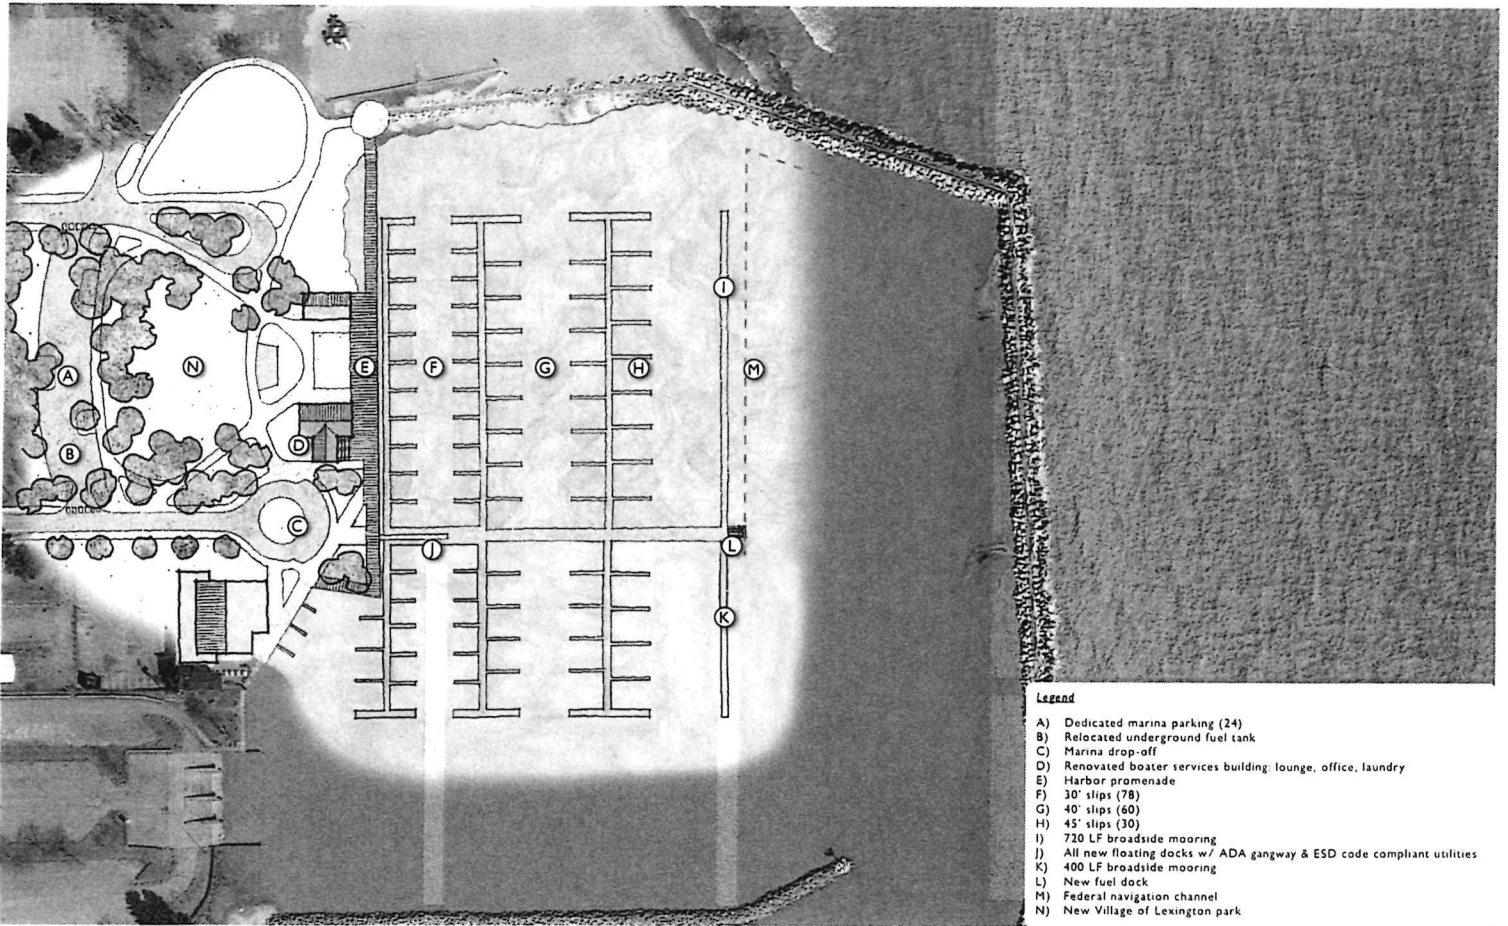 A
N
E
F
G
H
I
M
B
D
C
J
L
K
Legend
A) Dedicated marina parking (24)
B) Relocated underground fuel tank
C) Marina drop-off
D) Renovated boater services building: lounge, office, laundry
E) Harbor promenade
F) 30' slips (78)
G) 40' slips (60)
H) 45' slips (30)
I) 720 LF broadside mooring
J) All new floating docks w/ ADA gangway & ESD code compliant utilities
K) 400 LF broadside mooring
L) New fuel dock
M) Federal navigation channel
N) New Village of Lexington park